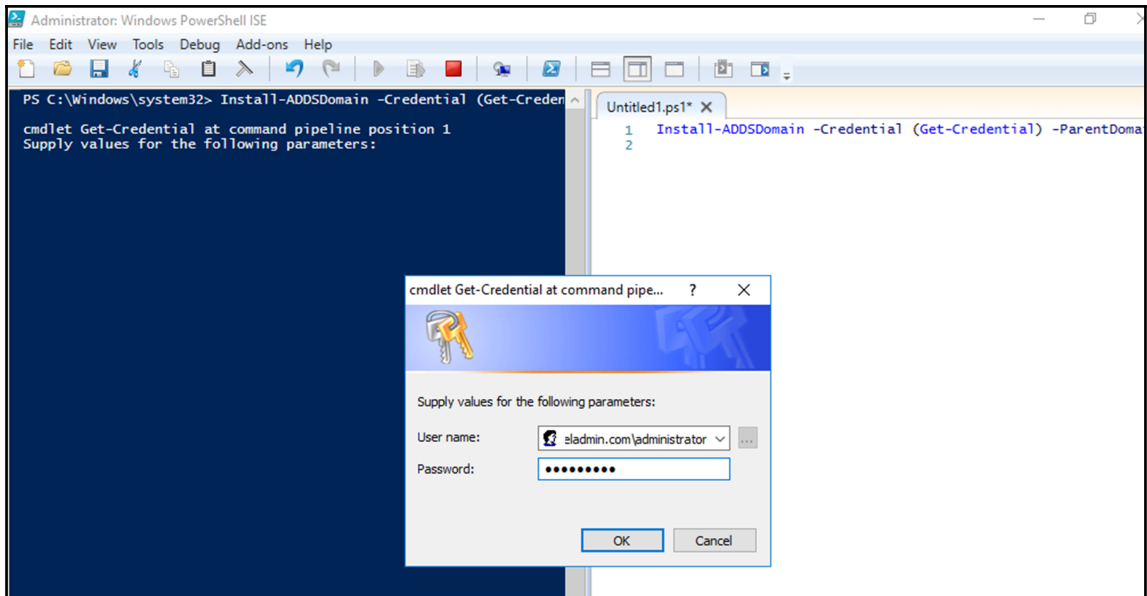 Administrator: Windows PowerShell ISE
File Edit View Tools Debug Add-ons Help
PS C:\Windows\system32> Install-ADDSDomain -Credential (Get-Creden
cmdlet Get-Credential at command pipeline position 1
Supply values for the following parameters:
Untitled1.ps1* X
1 Install-ADDSDomain -Credential (Get-Credential) -ParentDoma
2
cmdlet Get-Credential at command pipe... ?
Supply values for the following parameters:
User name: eladmin.com\administrator
Password: •••••••••
OK Cancel